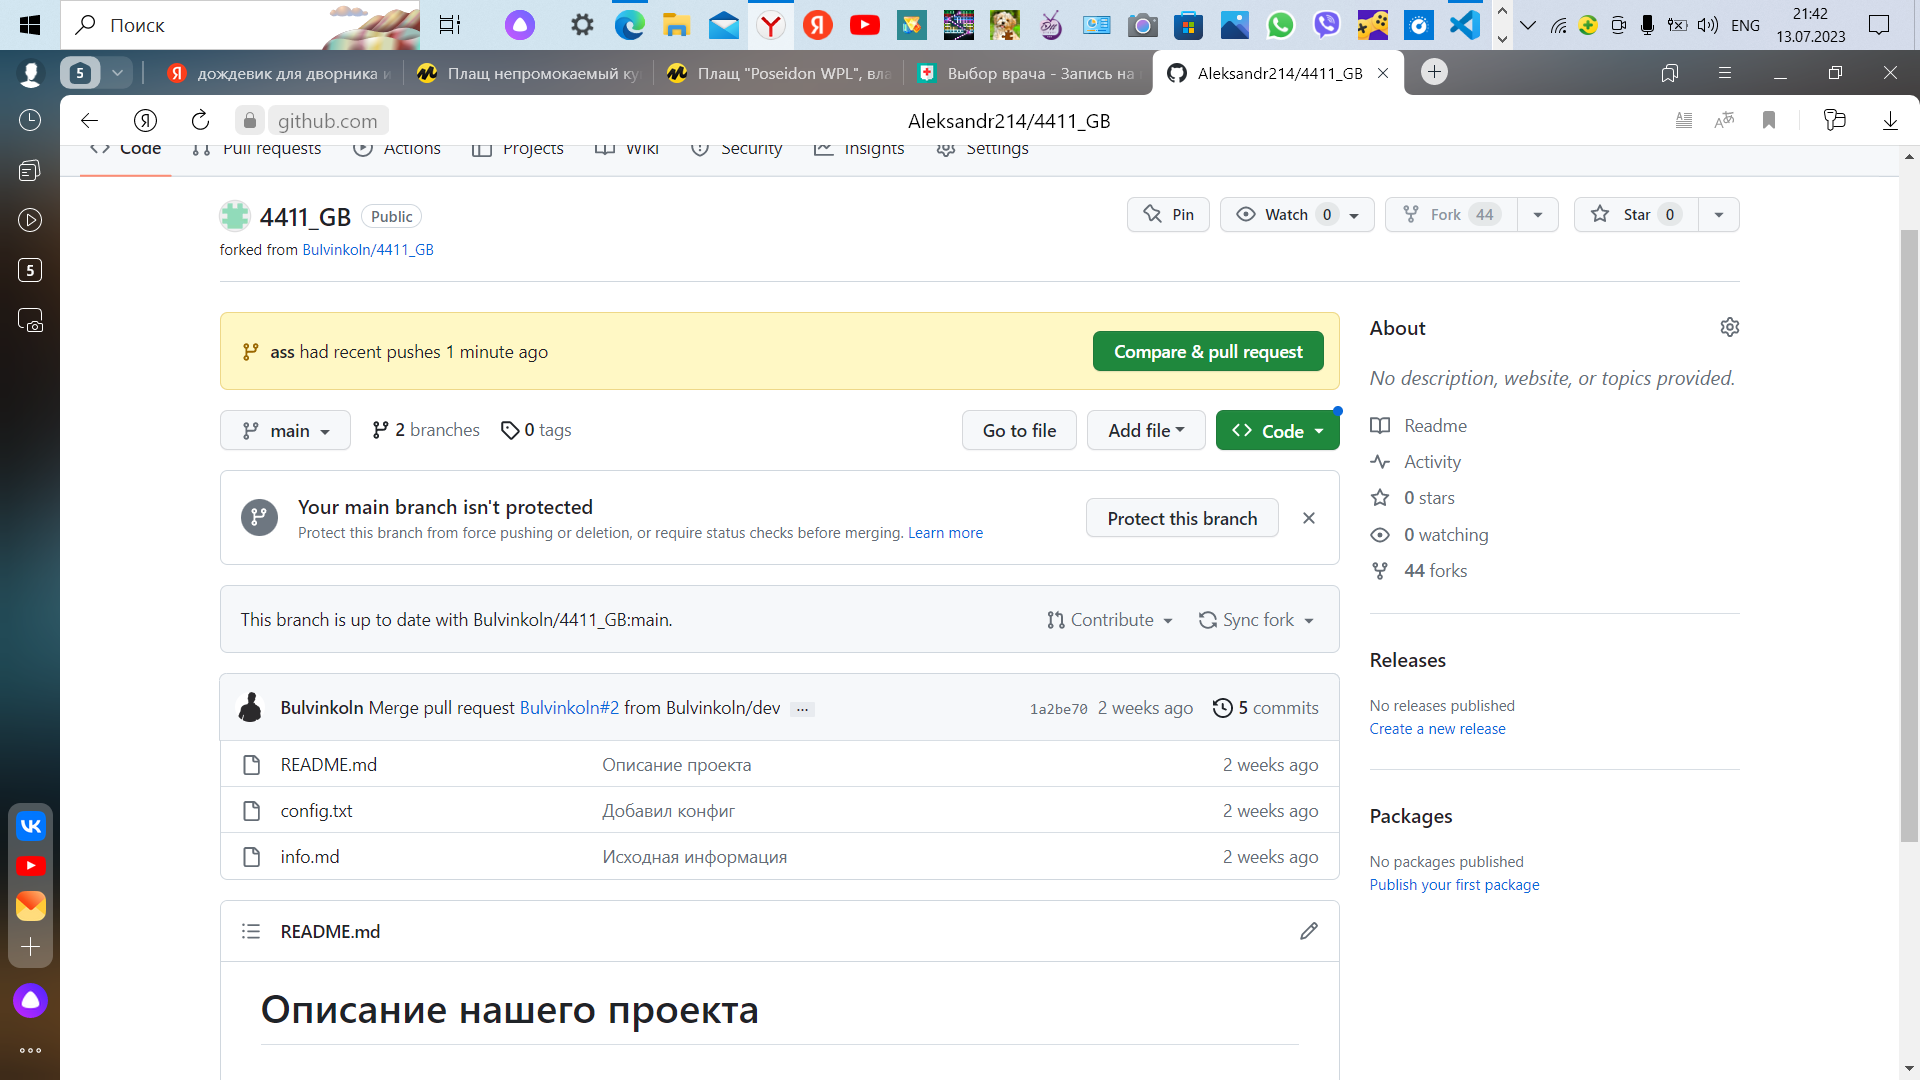 Поиск
ENG
21:42
13.07.2023
5
дождевик для дворника и
Плащ непромокаемый ку
Плащ "Poseidon WPL", вла
Выбор врача - Запись на
Aleksandr214/4411_GB
github.com
Aleksandr214/4411_GB
5
Code
Pull requests
Actions
Projects
Wiki
Security
Insights
Settings
4411_GB
Public
Pin
Watch 0
Fork 44
Star 0
forked from Bulvinkoln/4411_GB
ass had recent pushes 1 minute ago
Compare & pull request
main
2 branches
0 tags
Go to file
Add file
Code
Your main branch isn't protected
Protect this branch from force pushing or deletion, or require status checks before merging. Learn more
Protect this branch
This branch is up to date with Bulvinkoln/4411_GB:main.
Contribute
Sync fork
Bulvinkoln Merge pull request Bulvinkoln#2 from Bulvinkoln/dev ...
1a2be70 2 weeks ago
5 commits
README.md
Описание проекта
2 weeks ago
config.txt
Добавил конфиг
2 weeks ago
info.md
Исходная информация
2 weeks ago
README.md
Описание нашего проекта
About
No description, website, or topics provided.
Readme
Activity
0 stars
0 watching
44 forks
Releases
No releases published
Create a new release
Packages
No packages published
Publish your first package